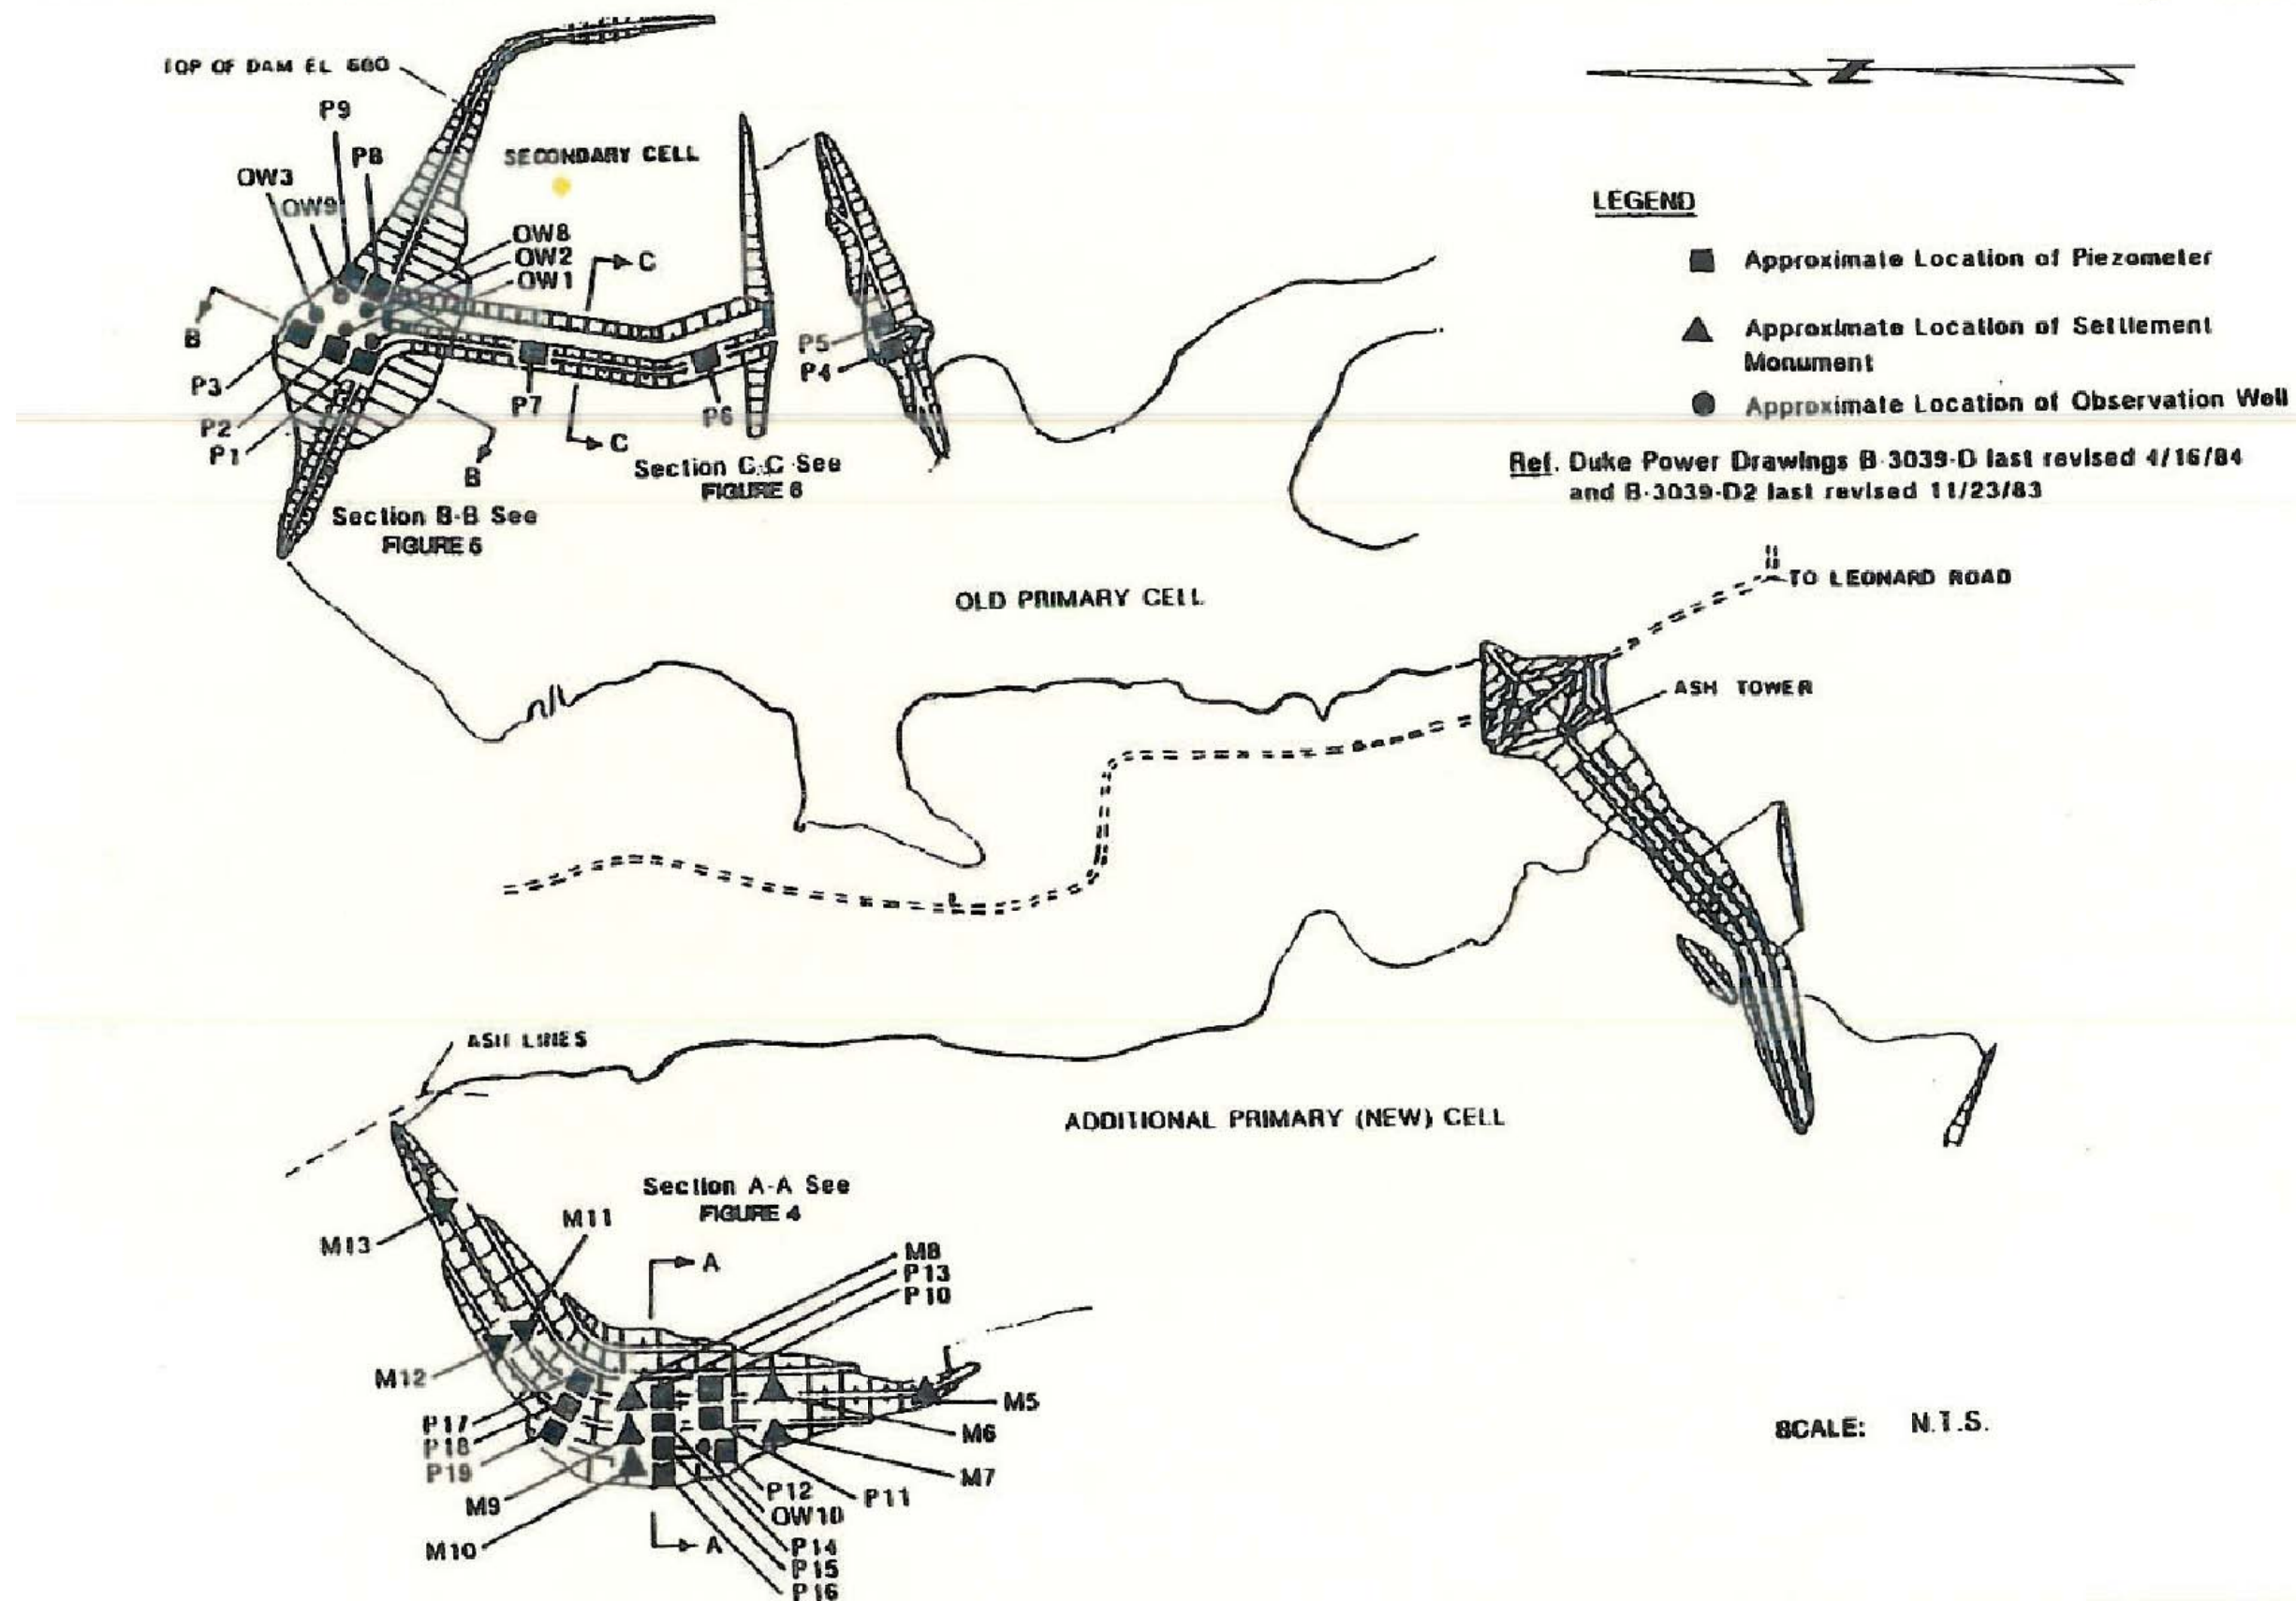 TOP OF DAM EL 680
P9
P8
SECONDARY CELL
OW3
OW9
OW8
OW2
OW1
C
B
P3
P2
P1
P7
P6
P5
P4
C
B
Section C-C See
FIGURE 6
Section B-B See
FIGURE 5
N
LEGEND
Approximate Location of Piezometer
Approximate Location of Settlement
Monument
Approximate Location of Observation Well
Ref. Duke Power Drawings B-3039-D last revised 4/16/84
and B-3039-D2 last revised 11/23/83
OLD PRIMARY CELL
TO LEONARD ROAD
ASH TOWER
ASH LINES
ADDITIONAL PRIMARY (NEW) CELL
Section A-A See
FIGURE 4
M11
M13
A
M8
P13
P10
M12
M5
P17
P18
P19
M6
M7
M9
P12
P11
OW10
M10
A
P14
P15
P16
SCALE: N.T.S.